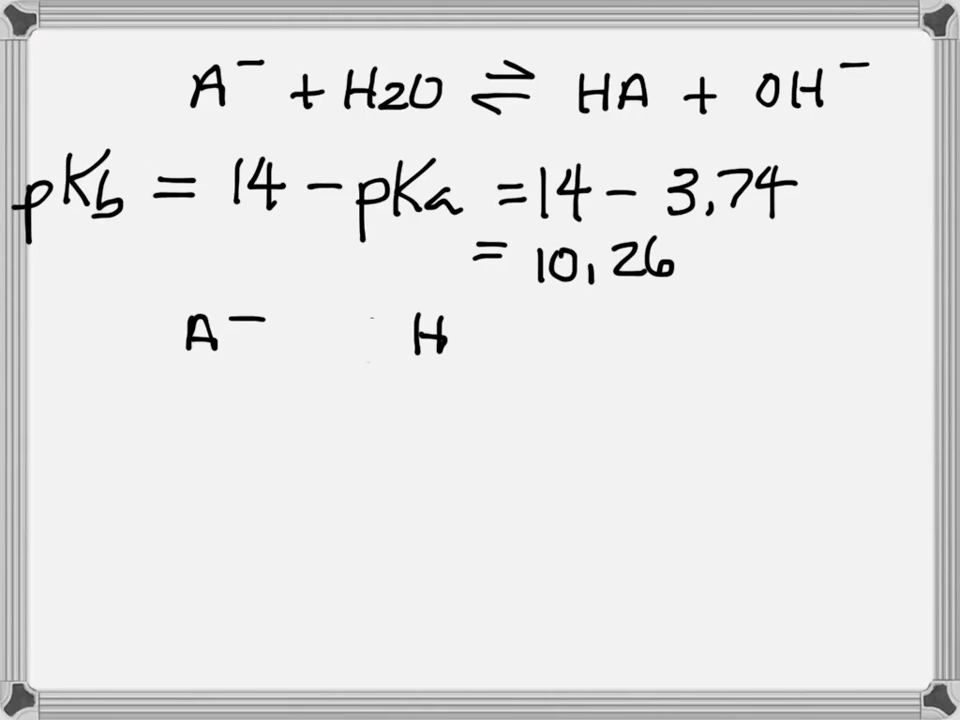 A⁻ + H2O ⇌ HA + OH⁻
pKb = 14 - pKa = 14 - 3,74
= 10,26
A⁻ H